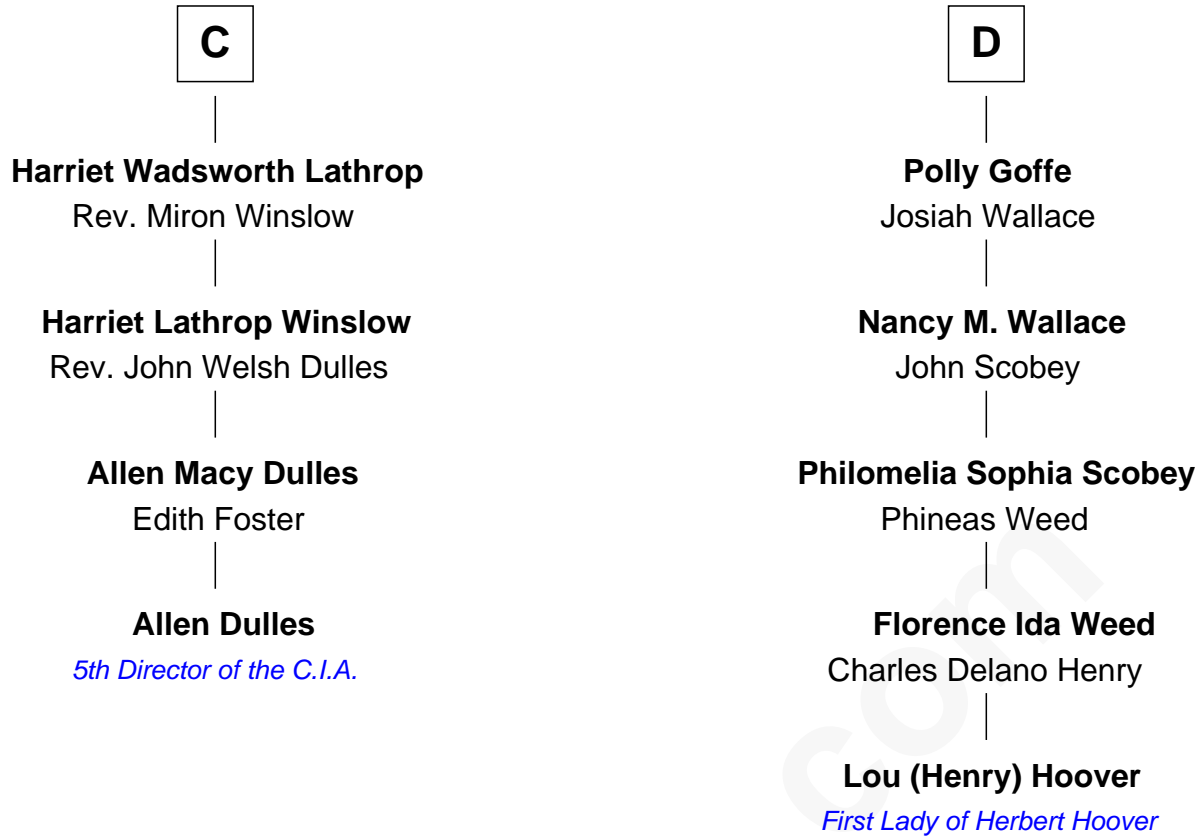 C
Harriet Wadsworth Lathrop
Rev. Miron Winslow
Harriet Lathrop Winslow
Rev. John Welsh Dulles
Allen Macy Dulles
Edith Foster
Allen Dulles
5th Director of the C.I.A.
D
Polly Goffe
Josiah Wallace
Nancy M. Wallace
John Scobey
Philomelia Sophia Scobey
Phineas Weed
Florence Ida Weed
Charles Delano Henry
Lou (Henry) Hoover
First Lady of Herbert Hoover
com